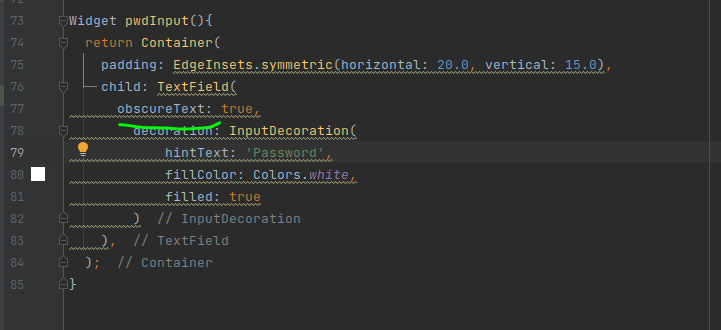 73 Widget pwdInput(){
74 return Container(
75 padding: EdgeInsets.symmetric(horizontal: 20.0, vertical: 15.0),
76 child: TextField(
77 obscureText: true,
78 decoration: InputDecoration(
79 hintText: 'Password',
80 fillColor: Colors.white,
81 filled: true
82 ) // InputDecoration
83 ), // TextField
84 ); // Container
85 }